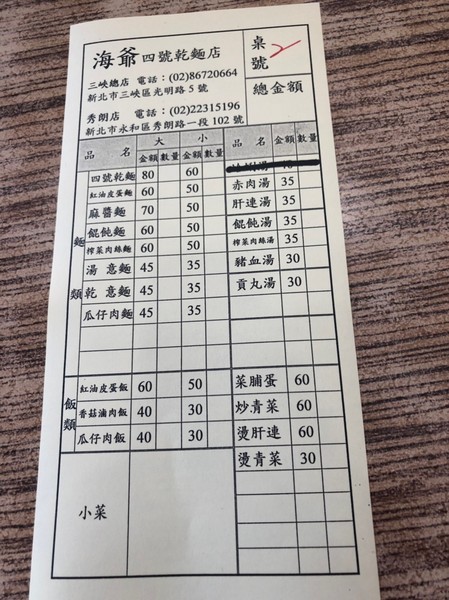 海爺 四號乾麵店
三峽總店 電話：(02)86720664
新北市三峽區光明路5號
秀朗店 電話：(02)22315196
新北市永和區秀朗路一段102號
桌號 2
總金額
品名 大 小
金額 數量 金額 數量
麵類
四號乾麵 80 60
紅油皮蛋麵 60 50
麻醬麵 70 50
餛飩麵 60 50
榨菜肉絲麵 60 50
湯意麵 45 35
乾意麵 45 35
瓜仔肉麵 45 35
飯類
紅油皮蛋飯 60 50
香菇滷肉飯 40 30
瓜仔肉飯 40 30
小菜
品名 金額 數量
赤肉湯 35
肝連湯 35
餛飩湯 35
榨菜肉絲湯 35
豬血湯 30
貢丸湯 30
菜脯蛋 60
炒青菜 60
燙肝連 60
燙青菜 30